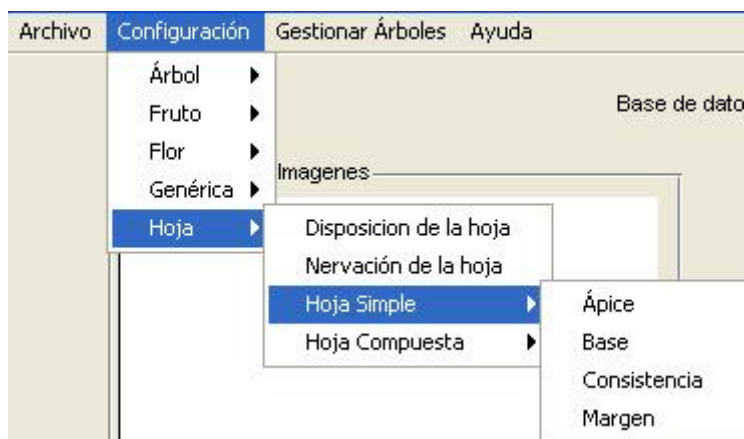 Archivo Configuración Gestionar Árboles Ayuda
Árbol
Fruto
Flor
Genérica
Hoja
Base de dato
Imagenes
Disposicion de la hoja
Nervación de la hoja
Hoja Simple
Hoja Compuesta
Ápice
Base
Consistencia
Margen